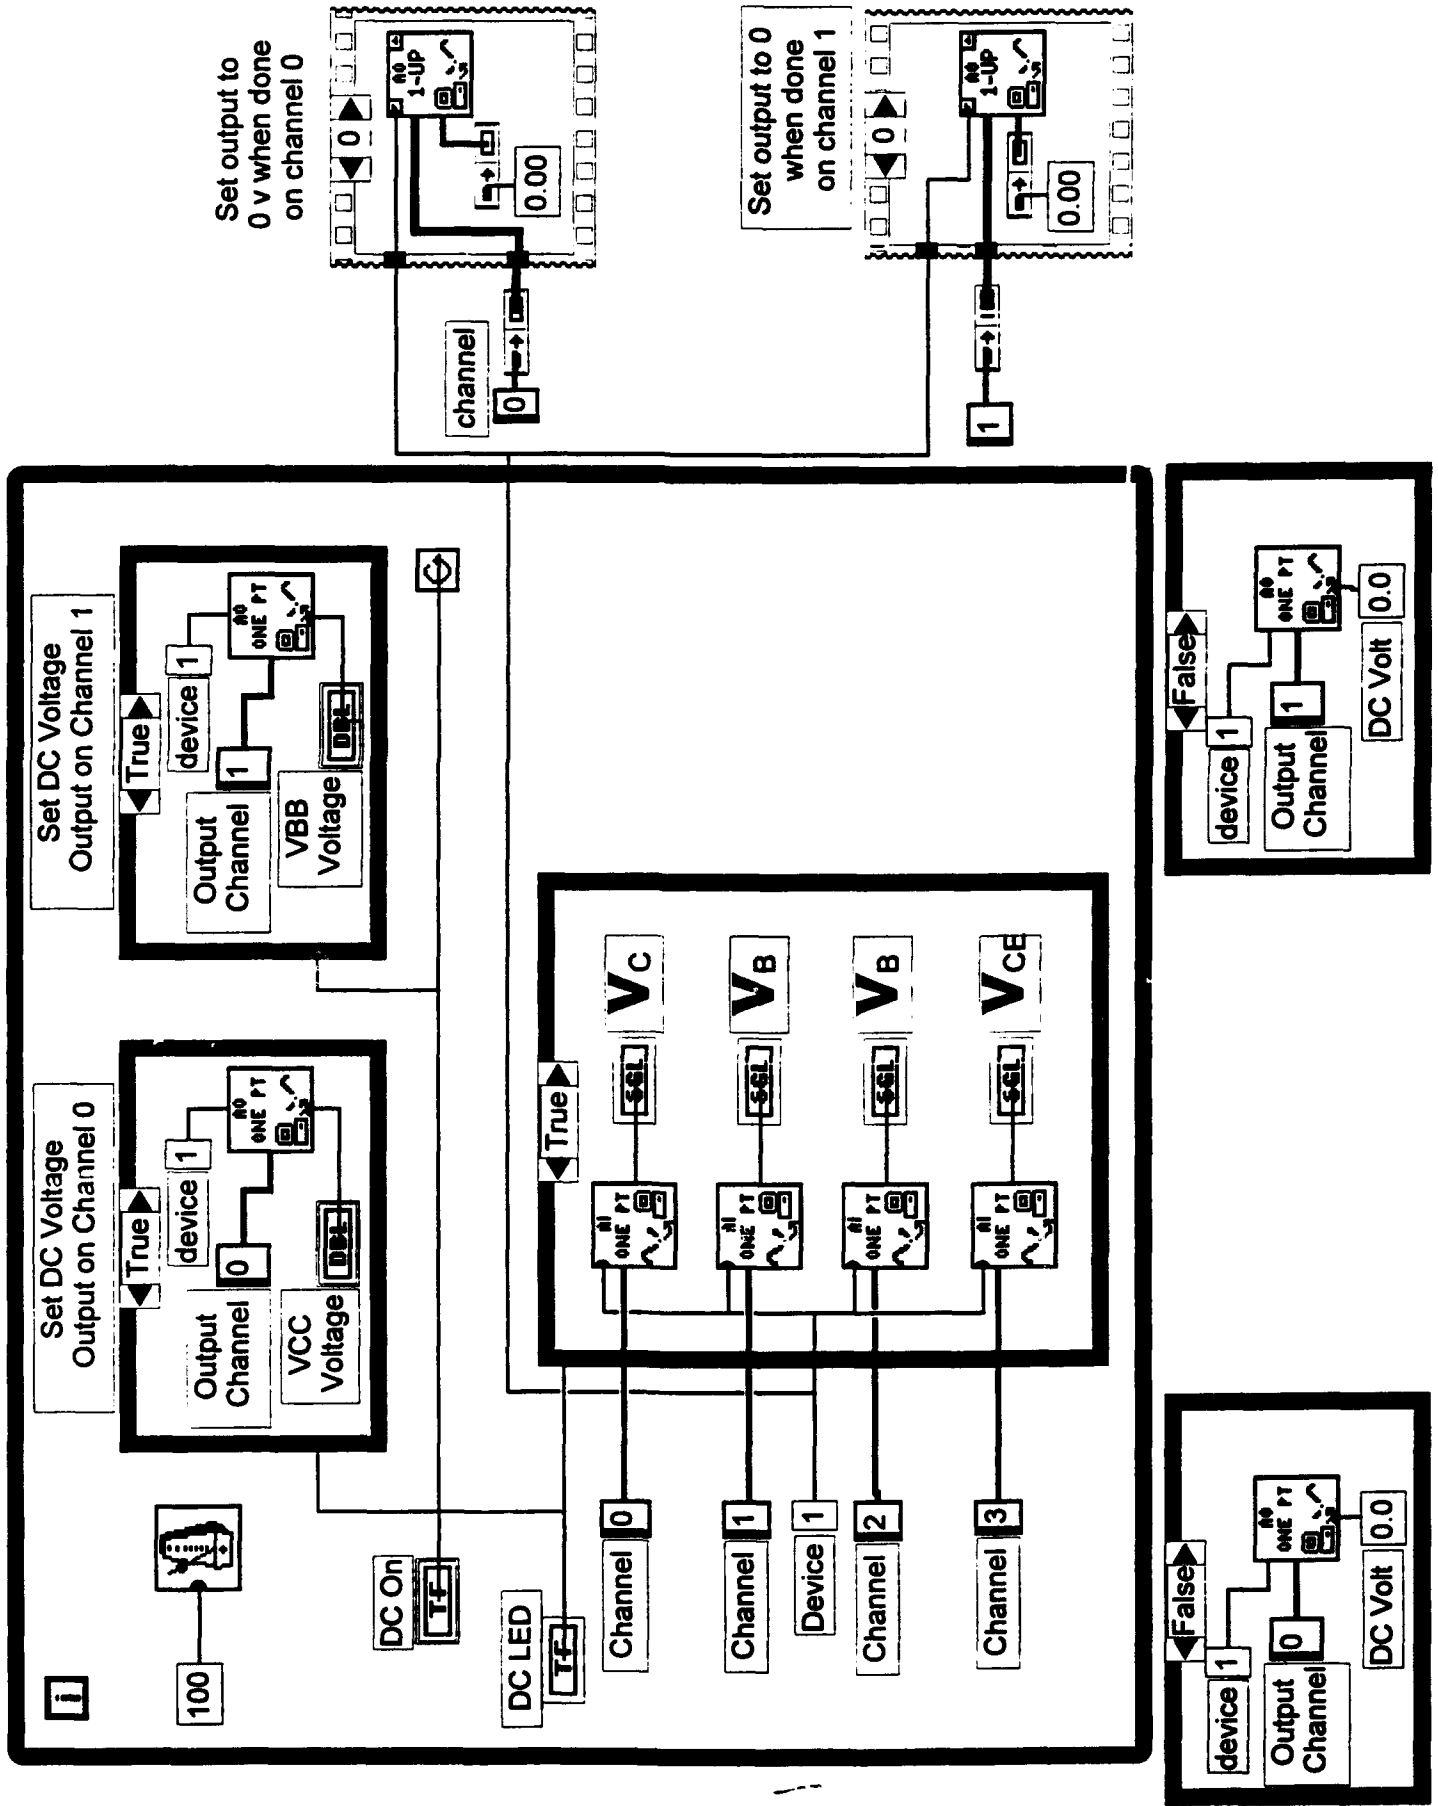 Set DC Voltage
Output on Channel 0
True
device
1
AO
ONE PT
Output
Channel
0
VCC
Voltage
DBL
Set DC Voltage
Output on Channel 1
True
device
1
AO
ONE PT
Output
Channel
1
VBB
Voltage
DBL
i
100
DC On
TF
DC LED
TF
True
Channel
0
AI
ONE PT
SGL
VC
Channel
1
AI
ONE PT
SGL
VB
Device
1
Channel
2
AI
ONE PT
SGL
VB
Channel
3
AI
ONE PT
SGL
VCE
Set output to
0 v when done
on channel 0
0
AO
1-UP
0.00
channel
0
Set output to 0
when done
on channel 1
0
AO
1-UP
0.00
1
False
device
1
AO
ONE PT
Output
Channel
0
DC Volt
0.0
False
device
1
AO
ONE PT
Output
Channel
1
DC Volt
0.0